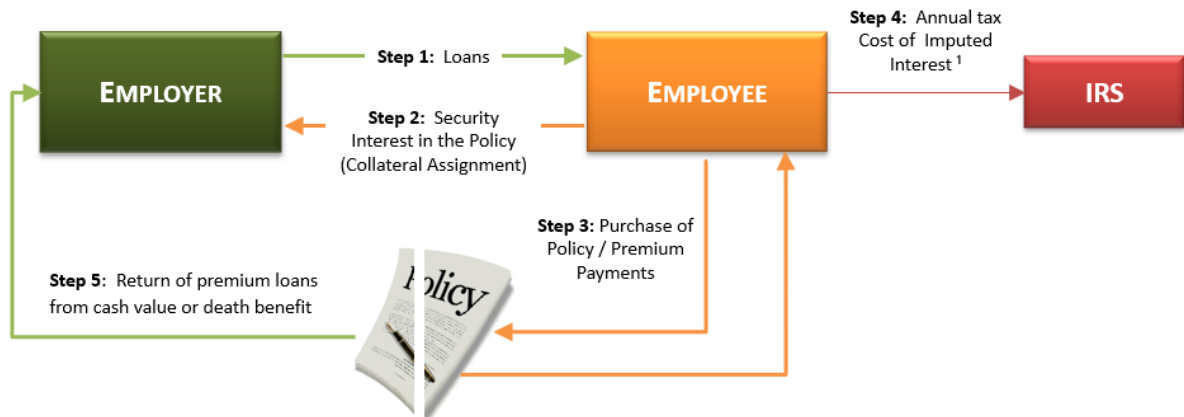 EMPLOYER
Step 1: Loans
Step 2: Security
Interest in the Policy
(Collateral Assignment)
EMPLOYEE
Step 4: Annual tax
Cost of Imputed
Interest ¹
IRS
Step 3: Purchase of
Policy / Premium
Payments
Step 5: Return of premium loans
from cash value or death benefit
Policy